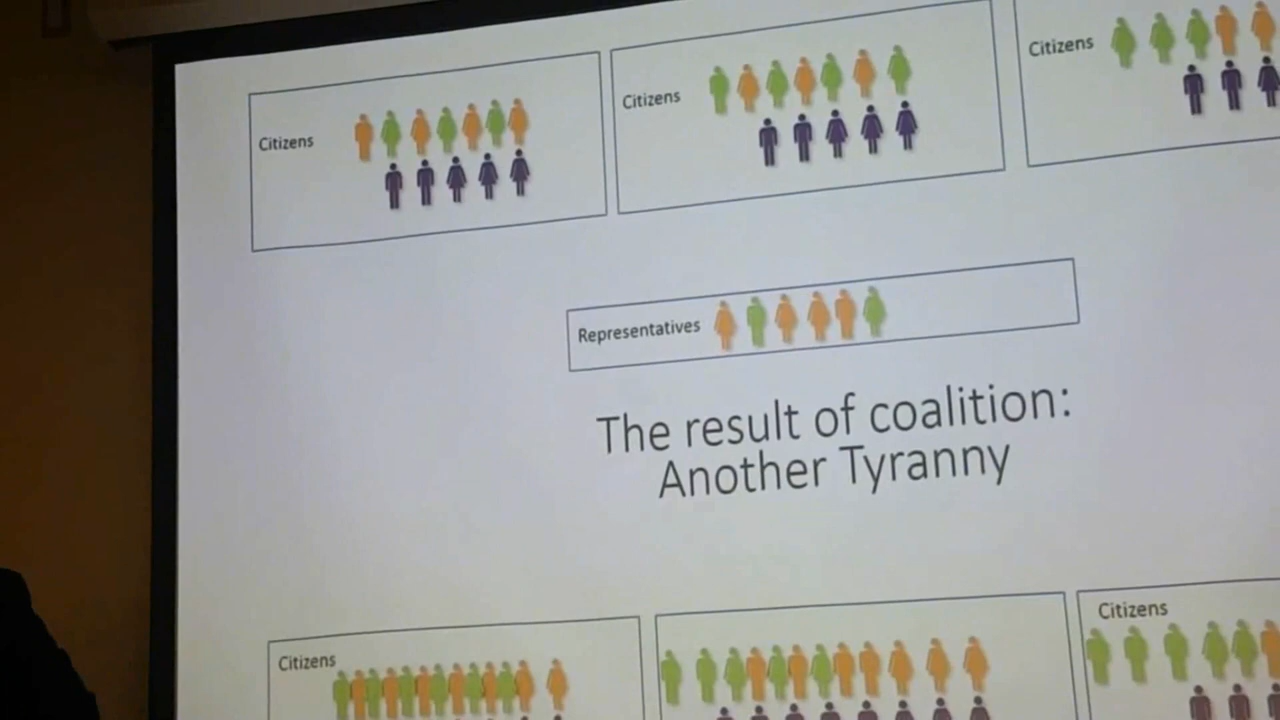 Citizens
Citizens
Citizens
Representatives
The result of coalition:
Another Tyranny
Citizens
Citizens